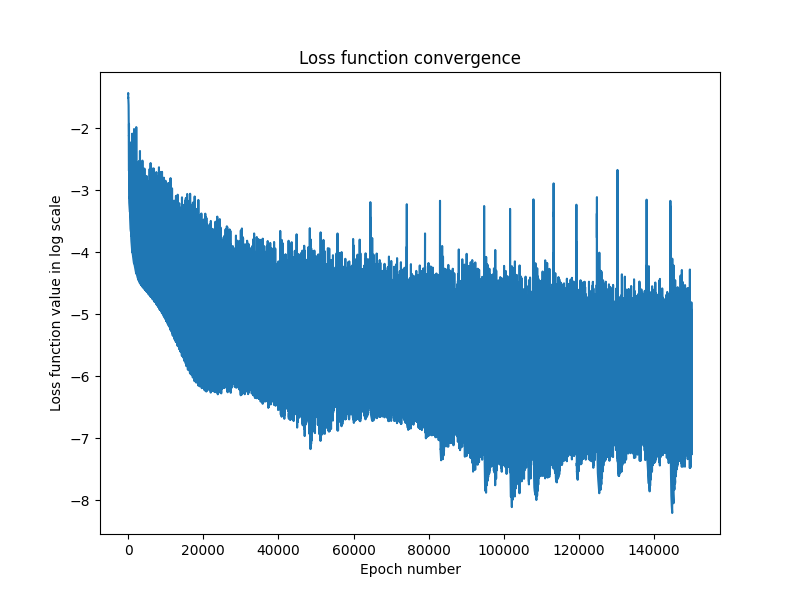 Loss function convergence
Loss function value in log scale
−2
−3
−4
−5
−6
−7
−8
0 20000 40000 60000 80000 100000 120000 140000
Epoch number